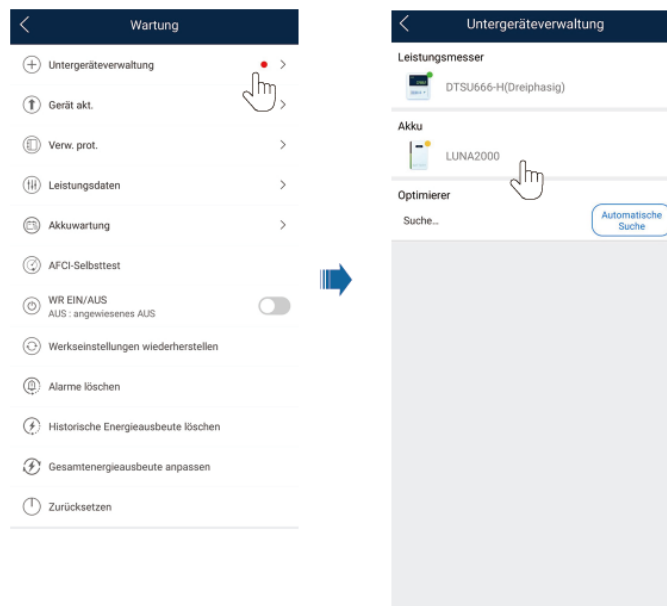 Wartung
Untergeräteverwaltung
Gerät akt.
Verw. prot.
Leistungsdaten
Akkuwartung
AFCI-Selbsttest
WR EIN/AUS
AUS : angewiesenes AUS
Werkseinstellungen wiederherstellen
Alarme löschen
Historische Energieausbeute löschen
Gesamtenergieausbeute anpassen
Zurücksetzen
Untergeräteverwaltung
Leistungsmesser
DTSU666-H(Dreiphasig)
Akku
LUNA2000
Optimierer
Suche…
Automatische
Suche